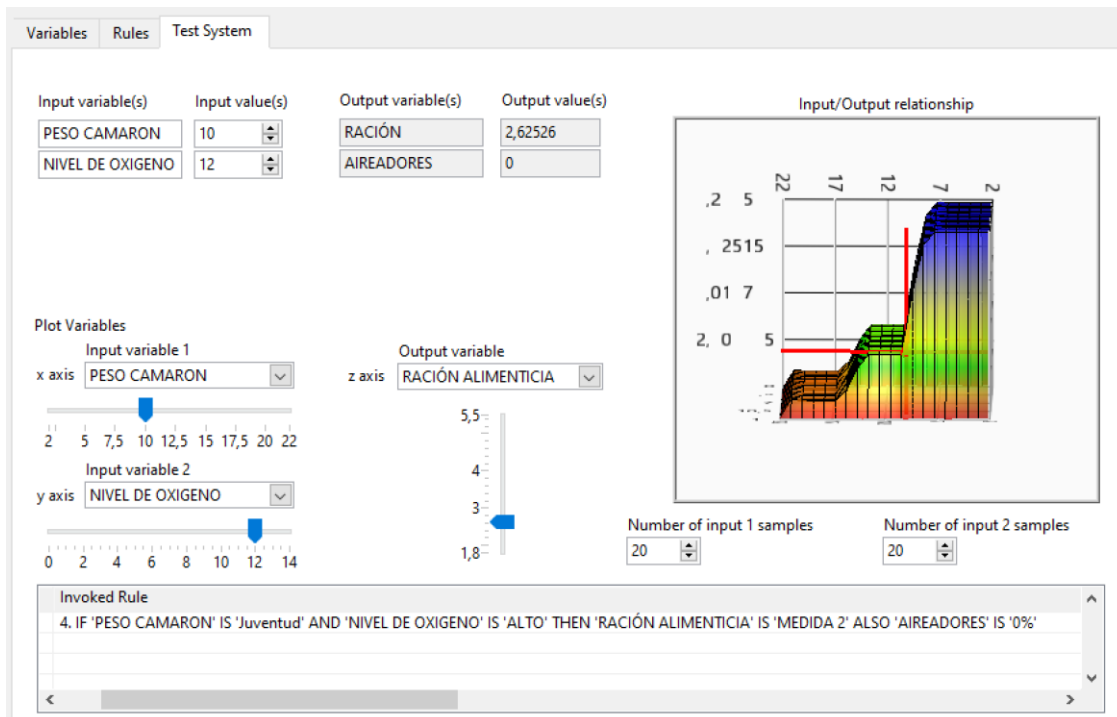 Variables Rules Test System
Input variable(s) Input value(s) Output variable(s) Output value(s) Input/Output relationship
PESO CAMARON 10 RACIÓN 2,62526
NIVEL DE OXIGENO 12 AIREADORES 0
22 17 12 7 2
,2 5
, 2515
,01 7
2, 0 5
Plot Variables
Input variable 1 Output variable
x axis PESO CAMARON z axis RACIÓN ALIMENTICIA
2 5 7,5 10 12,5 15 17,5 20 22
Input variable 2
y axis NIVEL DE OXIGENO
0 2 4 6 8 10 12 14
5,5
4
3
1,8
Number of input 1 samples Number of input 2 samples
20 20
Invoked Rule
4. IF 'PESO CAMARON' IS 'Juventud' AND 'NIVEL DE OXIGENO' IS 'ALTO' THEN 'RACIÓN ALIMENTICIA' IS 'MEDIDA 2' ALSO 'AIREADORES' IS '0%'